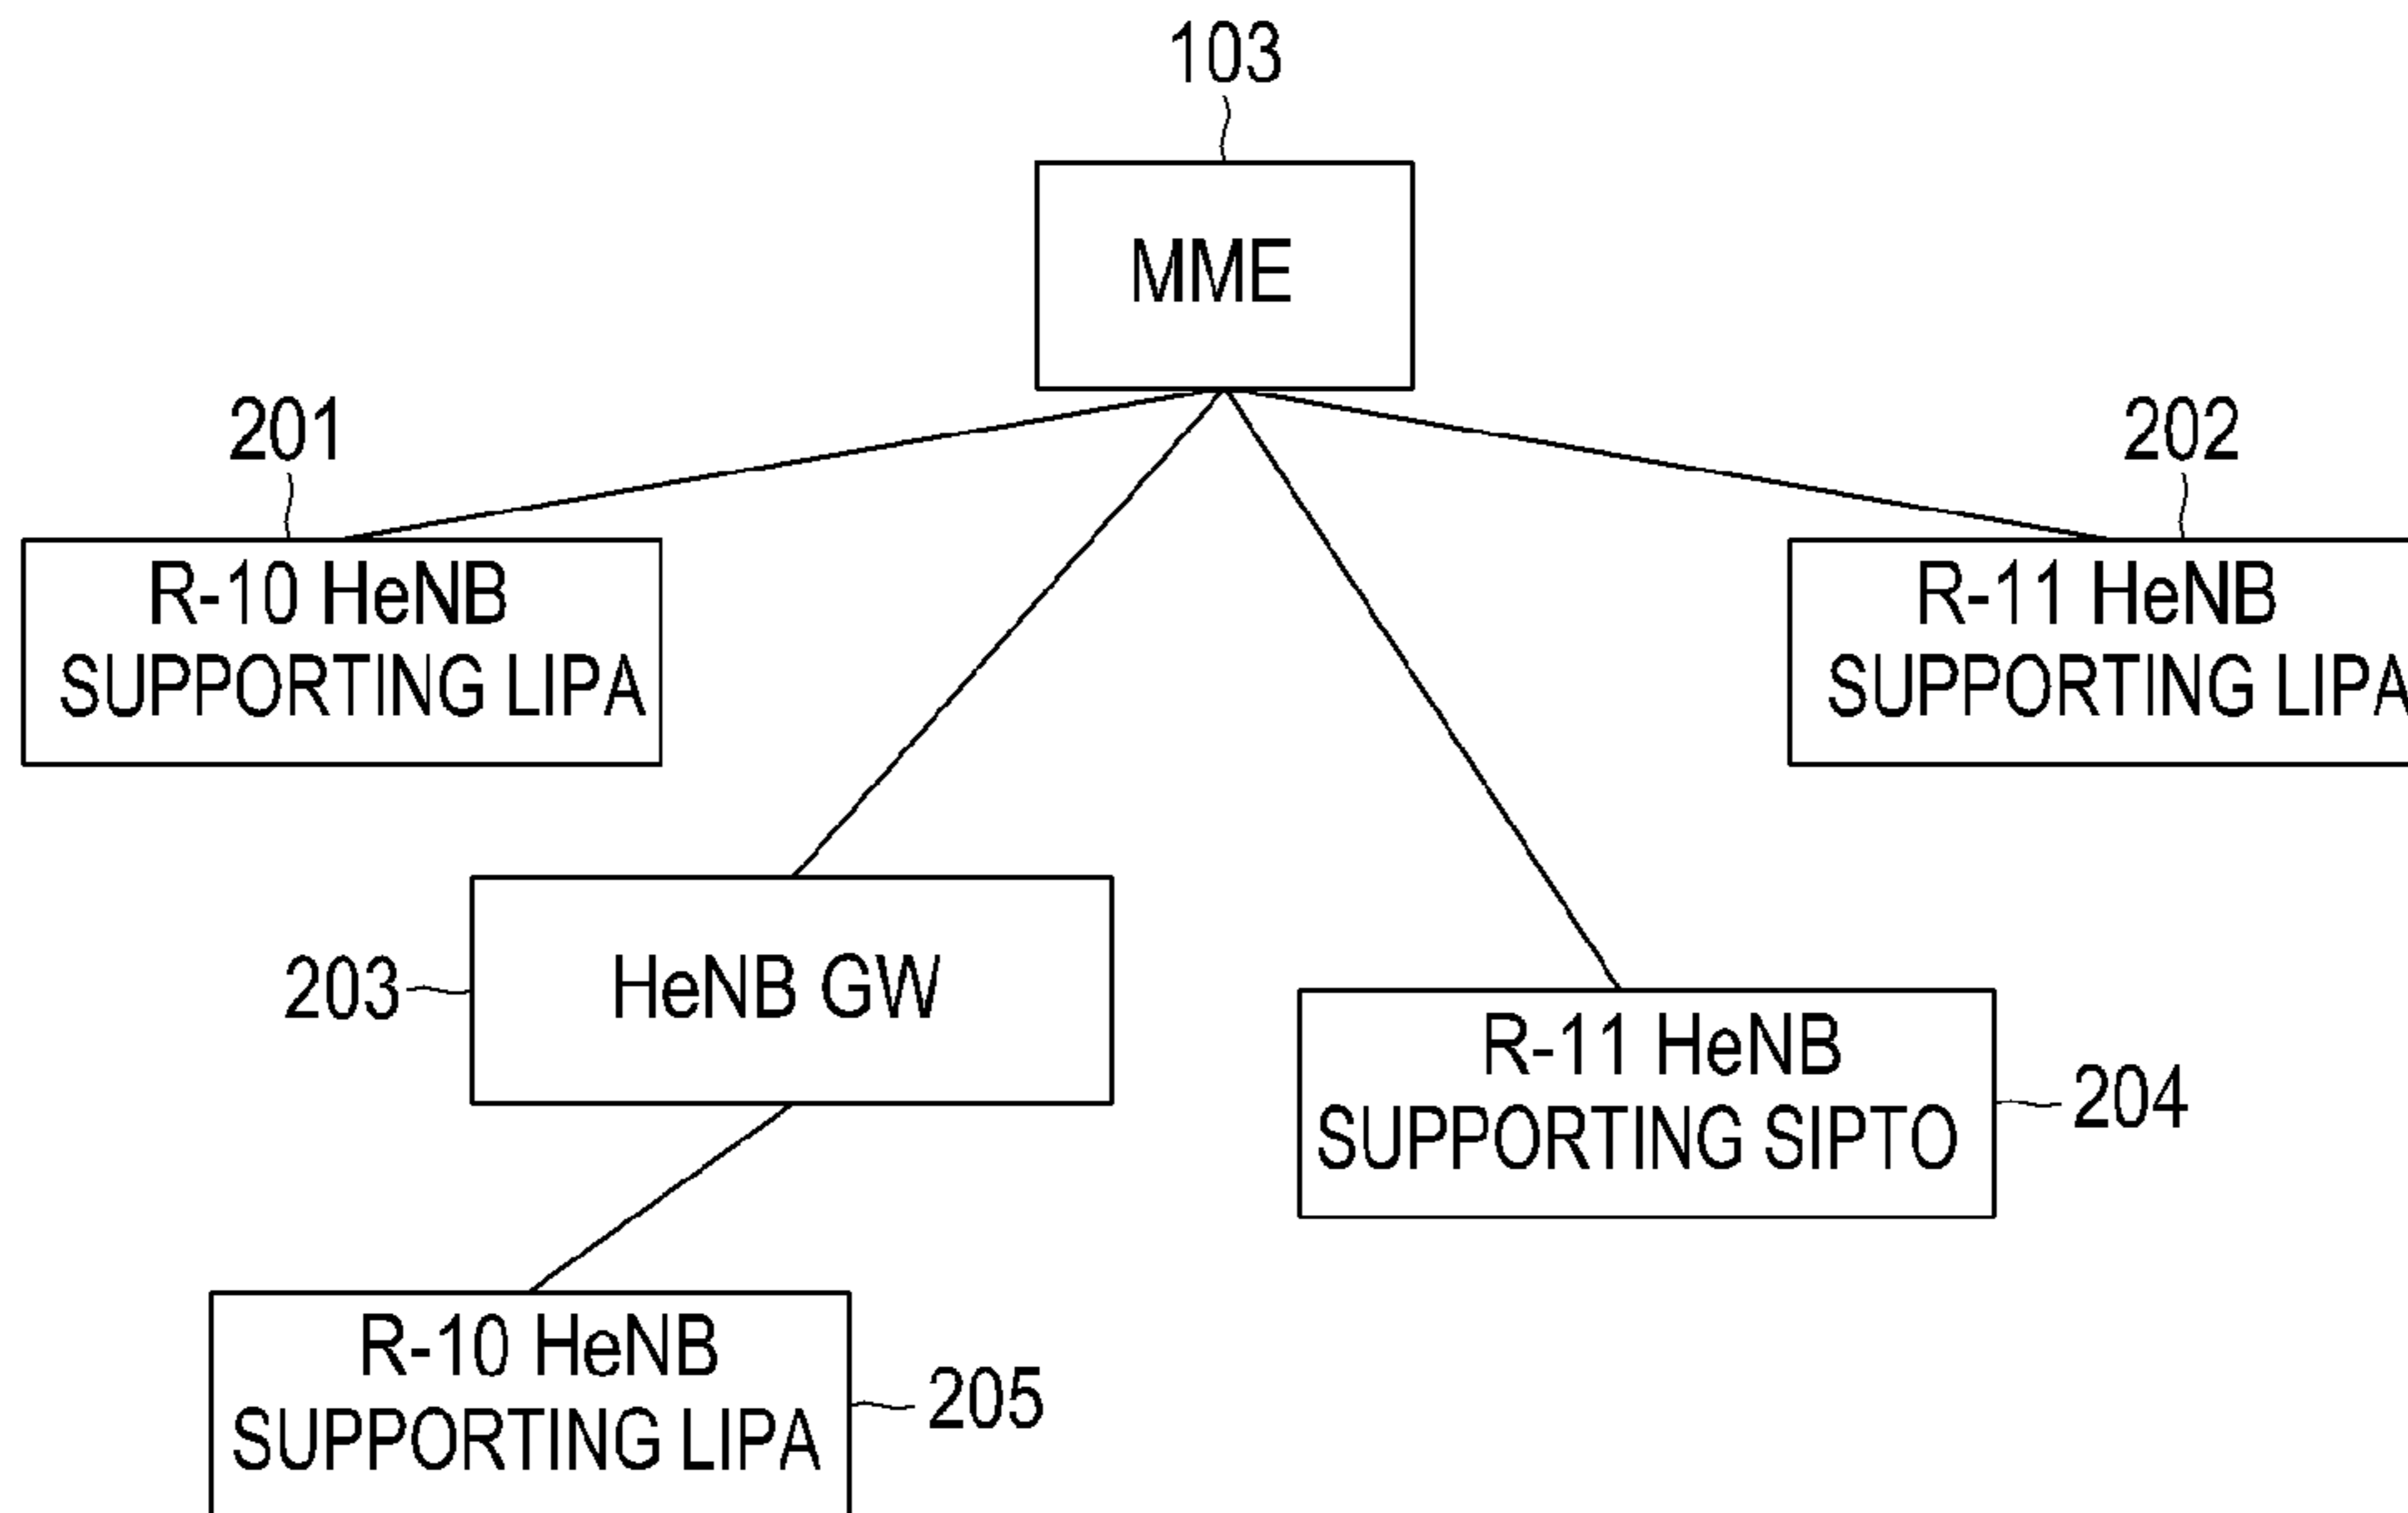 103
MME
201
202
R-10 HeNB
SUPPORTING LIPA
R-11 HeNB
SUPPORTING LIPA
203
HeNB GW
R-11 HeNB
SUPPORTING SIPTO
204
R-10 HeNB
SUPPORTING LIPA
205